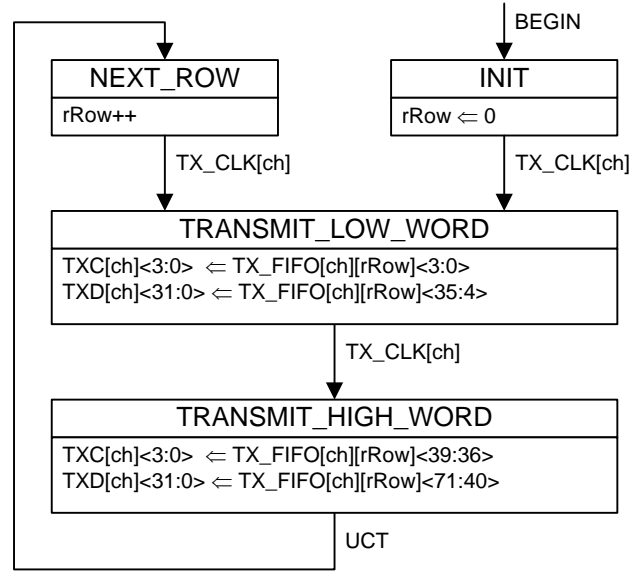 BEGIN
NEXT_ROW
rRow++
INIT
rRow ⇐ 0
TX_CLK[ch]
TX_CLK[ch]
TRANSMIT_LOW_WORD
TXC[ch]<3:0> ⇐ TX_FIFO[ch][rRow]<3:0>
TXD[ch]<31:0> ⇐ TX_FIFO[ch][rRow]<35:4>
TX_CLK[ch]
TRANSMIT_HIGH_WORD
TXC[ch]<3:0> ⇐ TX_FIFO[ch][rRow]<39:36>
TXD[ch]<31:0> ⇐ TX_FIFO[ch][rRow]<71:40>
UCT